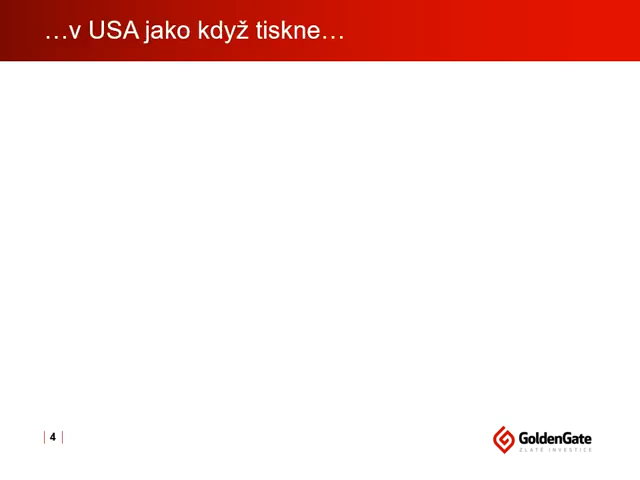 …v USA jako když tiskne…
4
GoldenGate
ZLATÉ INVESTICE